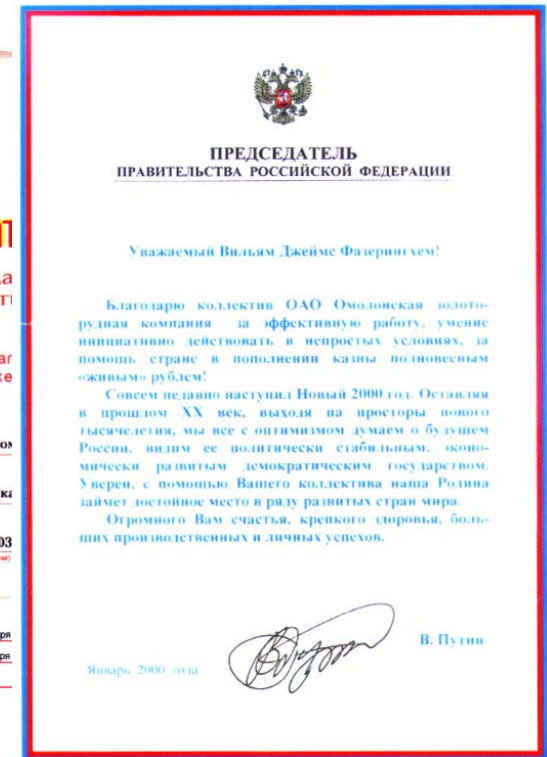 ПРЕДСЕДАТЕЛЬ
ПРАВИТЕЛЬСТВА РОССИЙСКОЙ ФЕДЕРАЦИИ
Уважаемый Вильям Джеймс Фазерингхем!
Благодарю коллектив ОАО Омолонская золото-
рудная компания за эффективную работу, умение
инициативно действовать в непростых условиях, за
помощь стране в пополнении казны полновесным
«живым» рублем!
Совсем недавно наступил Новый 2000 год. Оставляя
в прошлом XX век, выходя на просторы нового
тысячелетия, мы все с оптимизмом думаем о будущем
России, видим ее политически стабильным, эконо-
мически развитым демократическим государством.
Уверен, с помощью Вашего коллектива наша Родина
займет достойное место в ряду развитых стран мира.
Огромного Вам счастья, крепкого здоровья, боль-
ших производственных и личных успехов.
В. Путин
Январь 2000 года